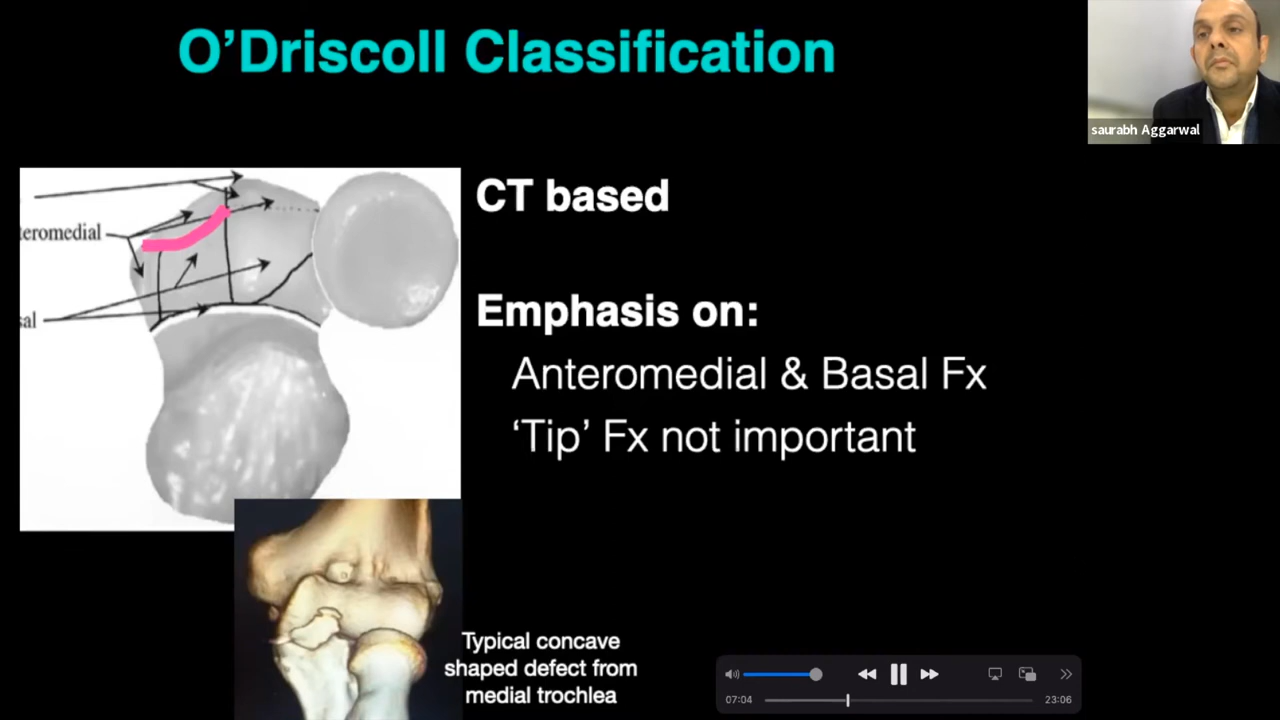 O'Driscoll Classification
saurabh Aggarwal
CT based
teromedial
sal
Emphasis on:
Anteromedial & Basal Fx
‘Tip’ Fx not important
Typical concave
shaped defect from
medial trochlea
07:04
23:06